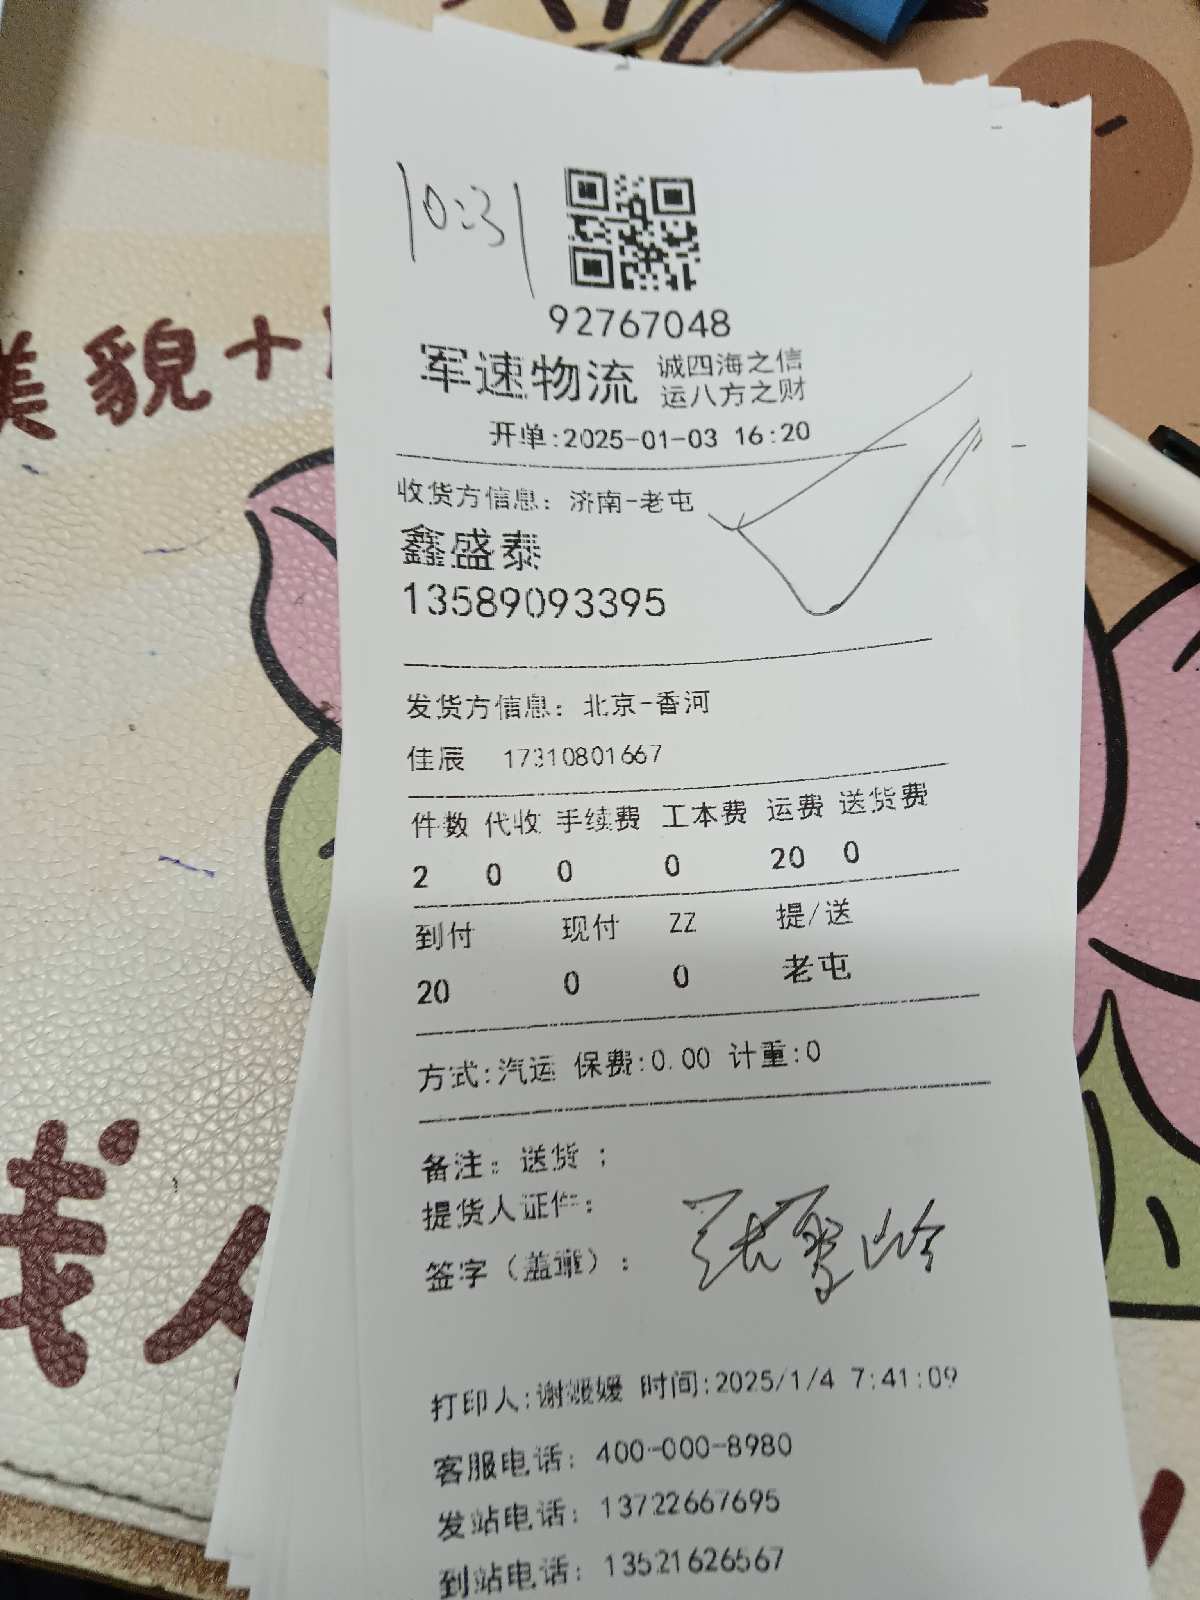 美貌+
10:31
92767048
军速物流 诚四海之信
运八方之财
开单:2025-01-03 16:20
收货方信息: 济南-老屯
鑫盛泰
13589093395
发货方信息: 北京-香河
佳辰 17310801667
件数 代收 手续费 工本费 运费 送货费
2 0 0 0 20 0
到付 现付 ZZ 提/送
20 0 0 老屯
方式:汽运 保费:0.00 计重:0
备注: 送货 ;
提货人证件:
签字（盖章）: 张雪岭
打印人:谢媛媛 时间:2025/1/4 7:41:09
客服电话: 400-000-8980
发站电话: 13722667695
到站电话: 13521626567